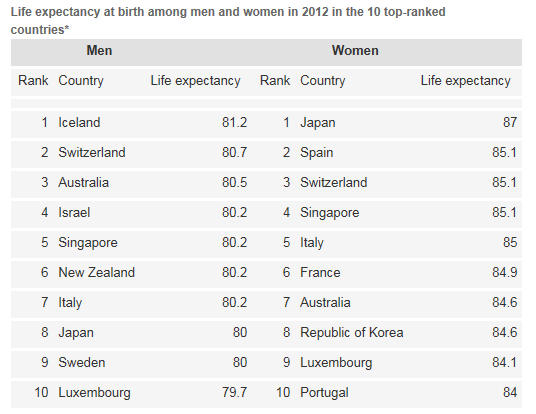 Life expectancy at birth among men and women in 2012 in the 10 top-ranked
countries*
Men Women
Rank Country Life expectancy Rank Country Life expectancy
1 Iceland 81.2 1 Japan 87
2 Switzerland 80.7 2 Spain 85.1
3 Australia 80.5 3 Switzerland 85.1
4 Israel 80.2 4 Singapore 85.1
5 Singapore 80.2 5 Italy 85
6 New Zealand 80.2 6 France 84.9
7 Italy 80.2 7 Australia 84.6
8 Japan 80 8 Republic of Korea 84.6
9 Sweden 80 9 Luxembourg 84.1
10 Luxembourg 79.7 10 Portugal 84